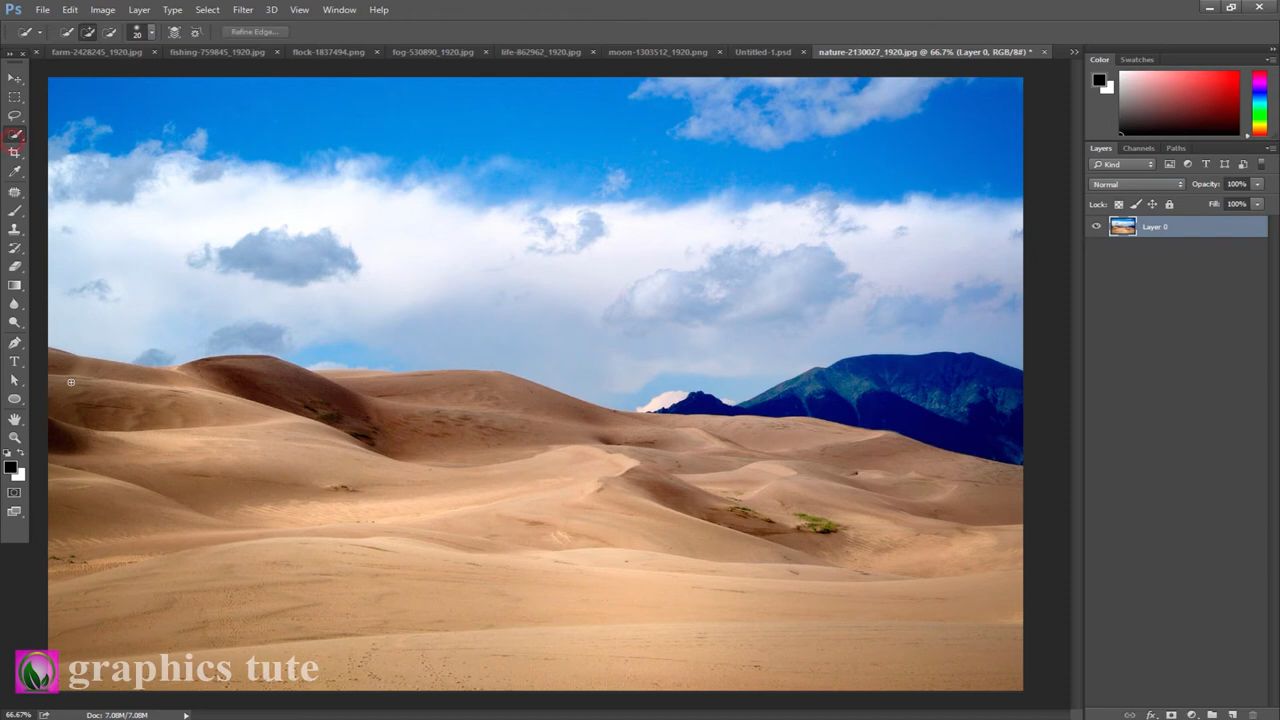 Ps File Edit Image Layer Type Select Filter 3D View Window Help
20 Refine Edge...
farm-2428245_1920.jpg × fishing-759845_1920.jpg × flock-1837494.png × fog-530890_1920.jpg × life-862962_1920.jpg × moon-1303512_1920.png × Untitled-1.psd × nature-2130027_1920.jpg @ 66.7% (Layer 0, RGB/8#) * ×
Color Swatches
Layers Channels Paths
Kind
Normal Opacity: 100%
Lock: Fill: 100%
Layer 0
graphics tute
66.67% Doc: 7.08M/7.08M